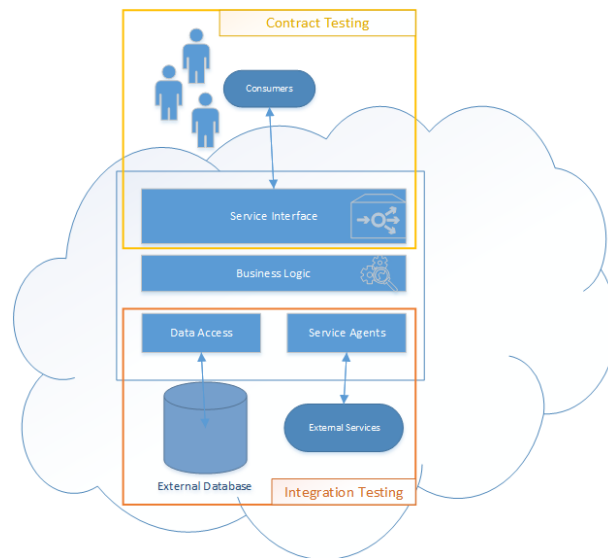 Contract Testing
Consumers
Service Interface
Business Logic
Data Access
Service Agents
External Services
External Database
Integration Testing